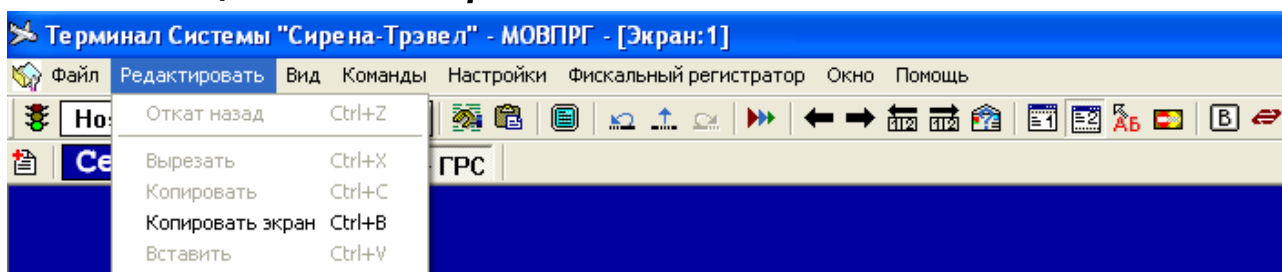 Терминал Системы "Сирена-Трэвел" - МОВПРГ - [Экран:1]
Файл Редактировать Вид Команды Настройки Фискальный регистратор Окно Помощь
Откат назад Ctrl+Z
Вырезать Ctrl+X
ГРС
Копировать Ctrl+C
Копировать экран Ctrl+B
Вставить Ctrl+V